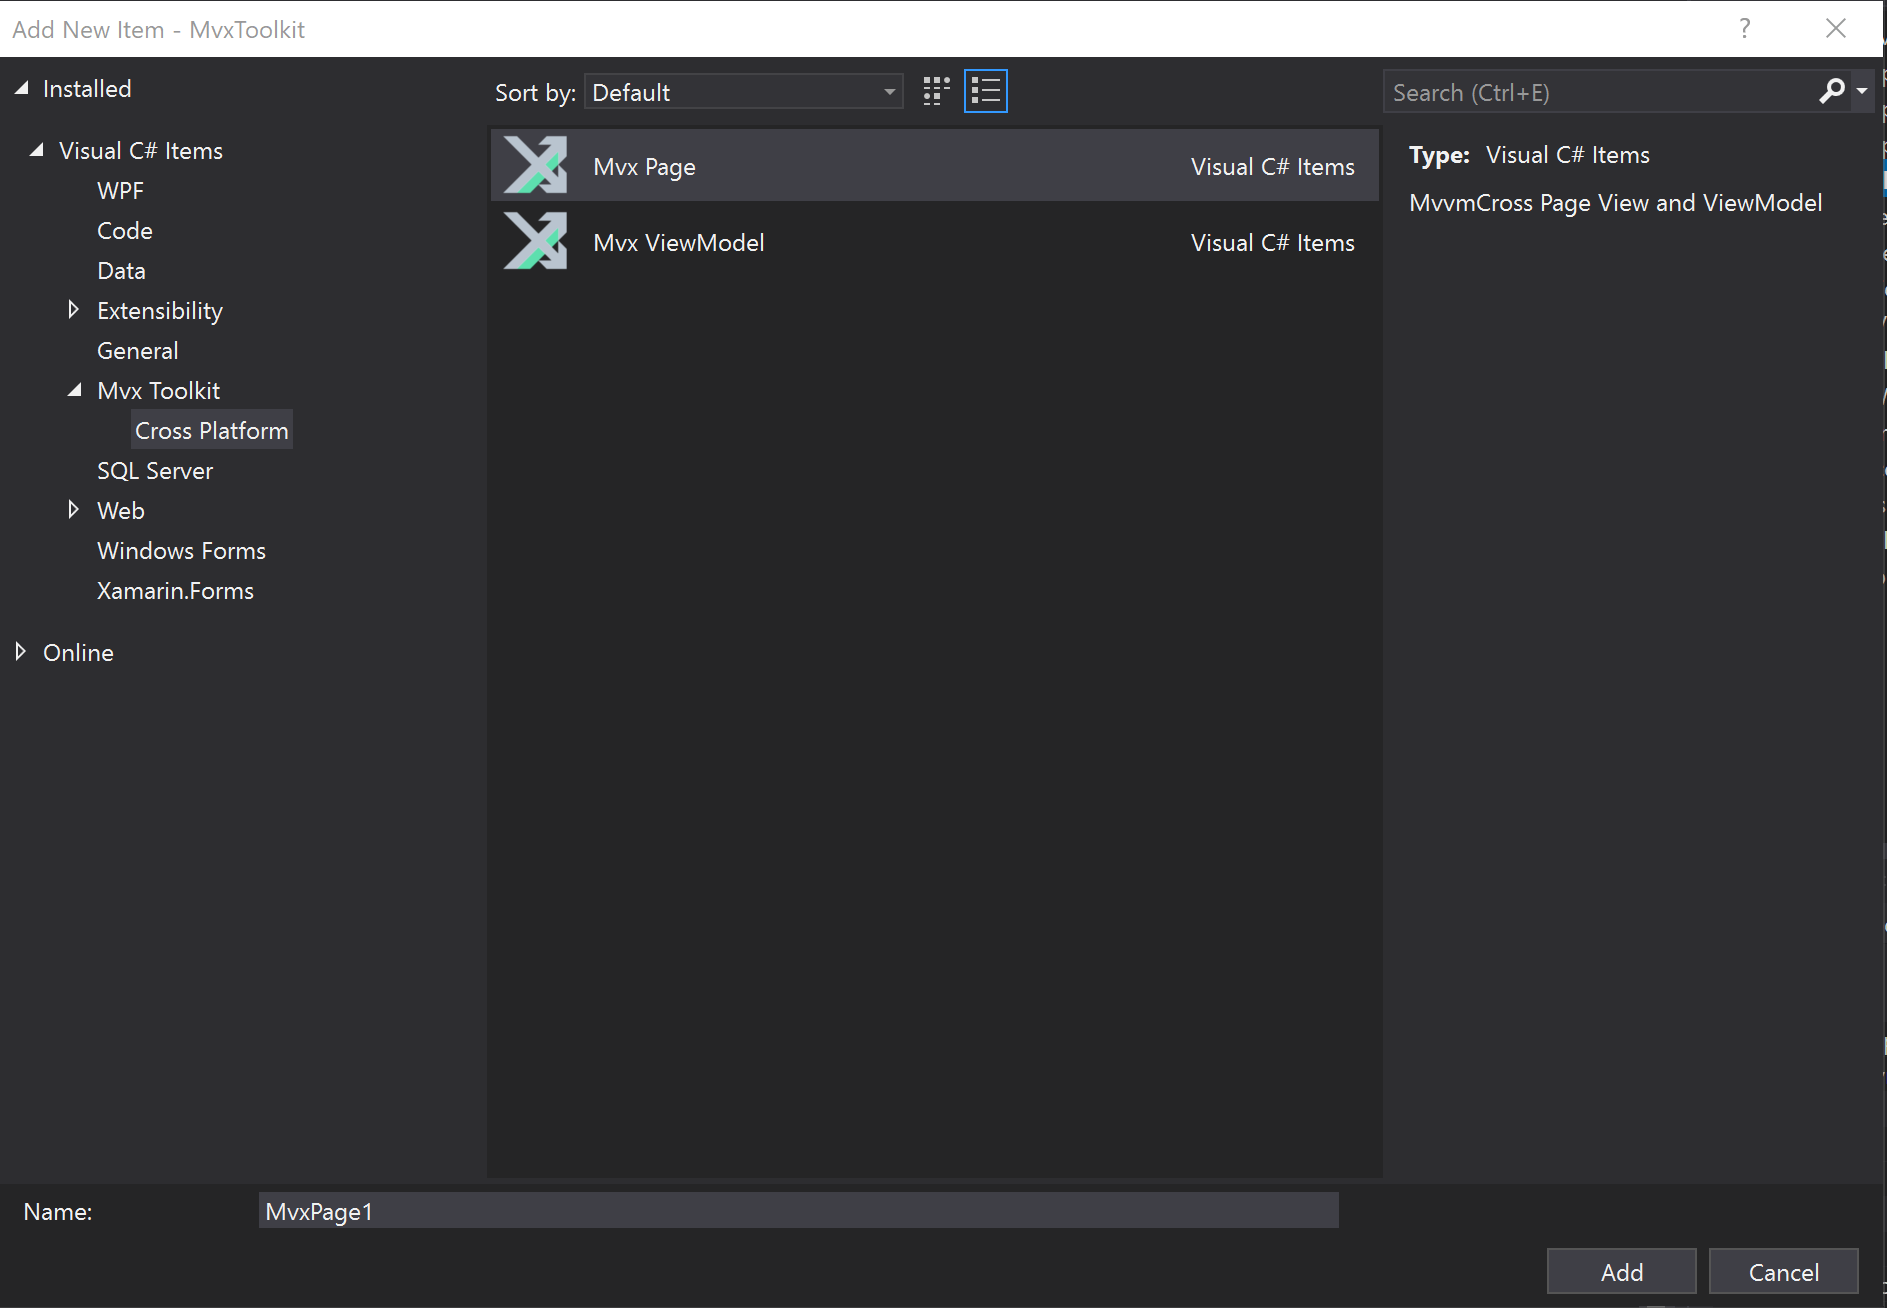 Add New Item - MvxToolkit
?
Installed
Visual C# Items
WPF
Code
Data
Extensibility
General
Mvx Toolkit
Cross Platform
SQL Server
Web
Windows Forms
Xamarin.Forms
Online
Sort by: Default
Mvx Page Visual C# Items
Mvx ViewModel Visual C# Items
Search (Ctrl+E)
Type: Visual C# Items
MvvmCross Page View and ViewModel
Name: MvxPage1
Add Cancel